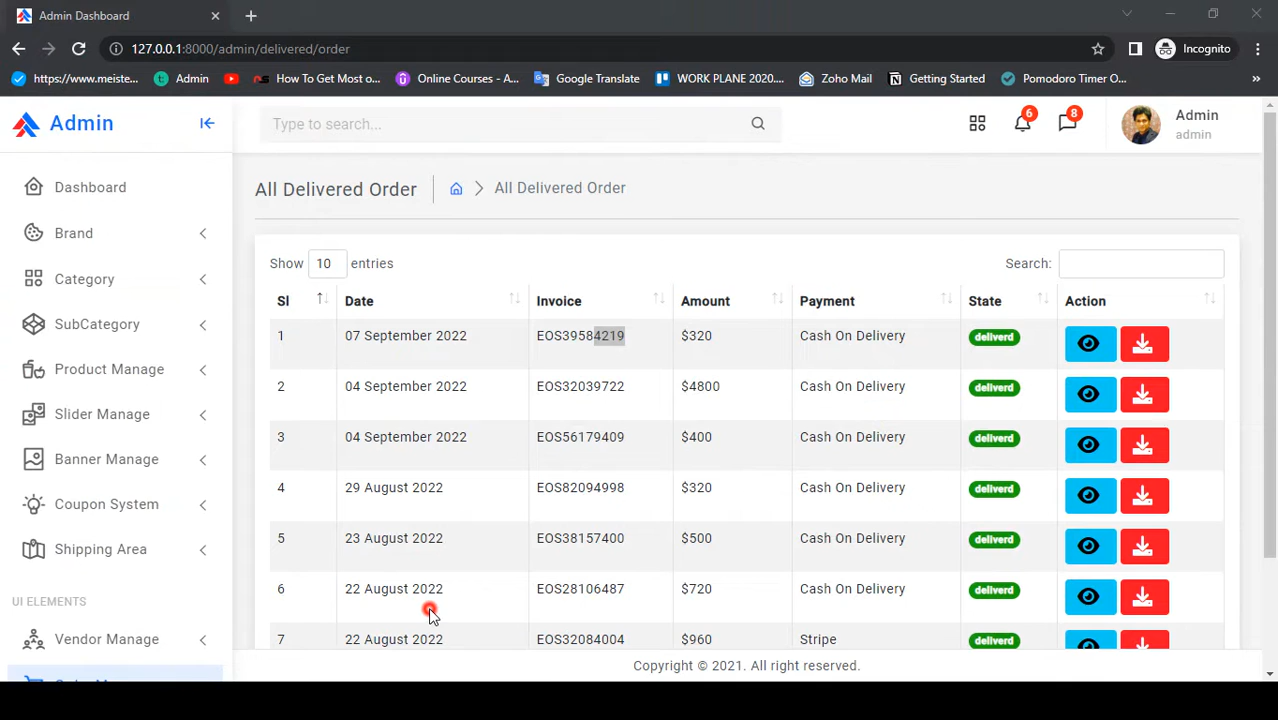 Admin Dashboard
127.0.0.1:8000/admin/delivered/order
Incognito
https://www.meiste...
Admin
How To Get Most o...
Online Courses - A...
Google Translate
WORK PLANE 2020....
Zoho Mail
Getting Started
Pomodoro Timer O...
Admin
Type to search...
6
8
Admin
admin
Dashboard
Brand
Category
SubCategory
Product Manage
Slider Manage
Banner Manage
Coupon System
Shipping Area
UI ELEMENTS
Vendor Manage
All Delivered Order
All Delivered Order
Show 10 entries
Search:
Sl Date Invoice Amount Payment State Action
1 07 September 2022 EOS39584219 $320 Cash On Delivery deliverd
2 04 September 2022 EOS32039722 $4800 Cash On Delivery deliverd
3 04 September 2022 EOS56179409 $400 Cash On Delivery deliverd
4 29 August 2022 EOS82094998 $320 Cash On Delivery deliverd
5 23 August 2022 EOS38157400 $500 Cash On Delivery deliverd
6 22 August 2022 EOS28106487 $720 Cash On Delivery deliverd
7 22 August 2022 EOS32084004 $960 Stripe deliverd
Copyright © 2021. All right reserved.